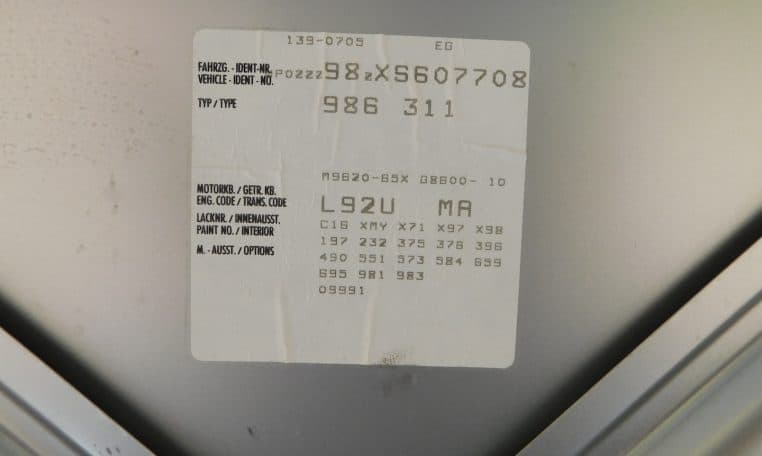 139-0705 EG
FAHRZG. - IDENT-NR. WP0ZZZ98ZXS607708
VEHICLE - IDENT - NO.
TYP / TYPE 986 311
M9620-65X G8600- 10
MOTORKB. / GETR. KB.
ENG. CODE / TRANS. CODE L92U MA
LACKNR. / INNENAUSST. C16 XMY X71 X97 X98
PAINT NO. / INTERIOR 197 232 375 376 396
M. - AUSST. / OPTIONS 490 551 573 584 659
695 981 983
09991